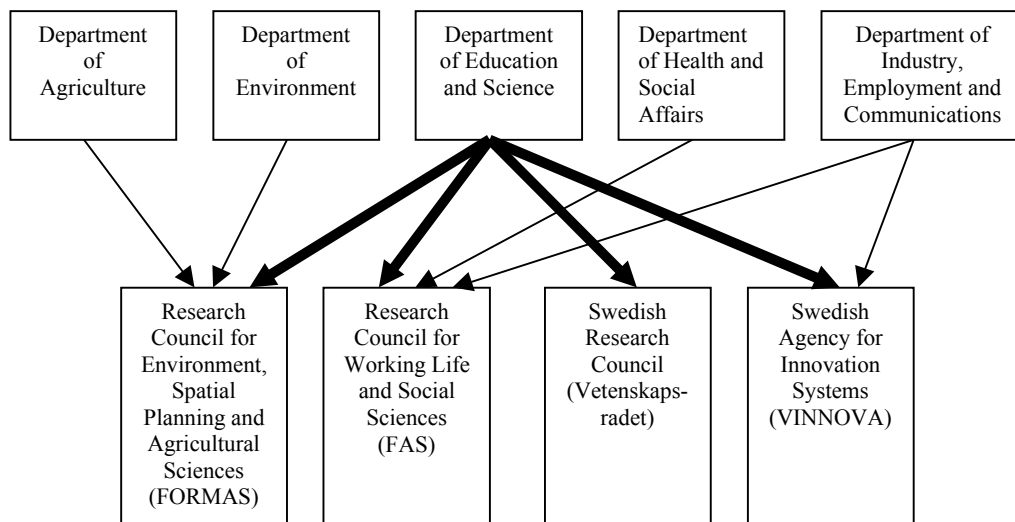 Department
of
Agriculture
Department
of
Environment
Department
of Education
and Science
Department
of Health and
Social
Affairs
Department of
Industry,
Employment and
Communications
Research
Council for
Environment,
Spatial
Planning and
Agricultural
Sciences
(FORMAS)
Research
Council for
Working Life
and Social
Sciences
(FAS)
Swedish
Research
Council
(Vetenskaps-
radet)
Swedish
Agency for
Innovation
Systems
(VINNOVA)